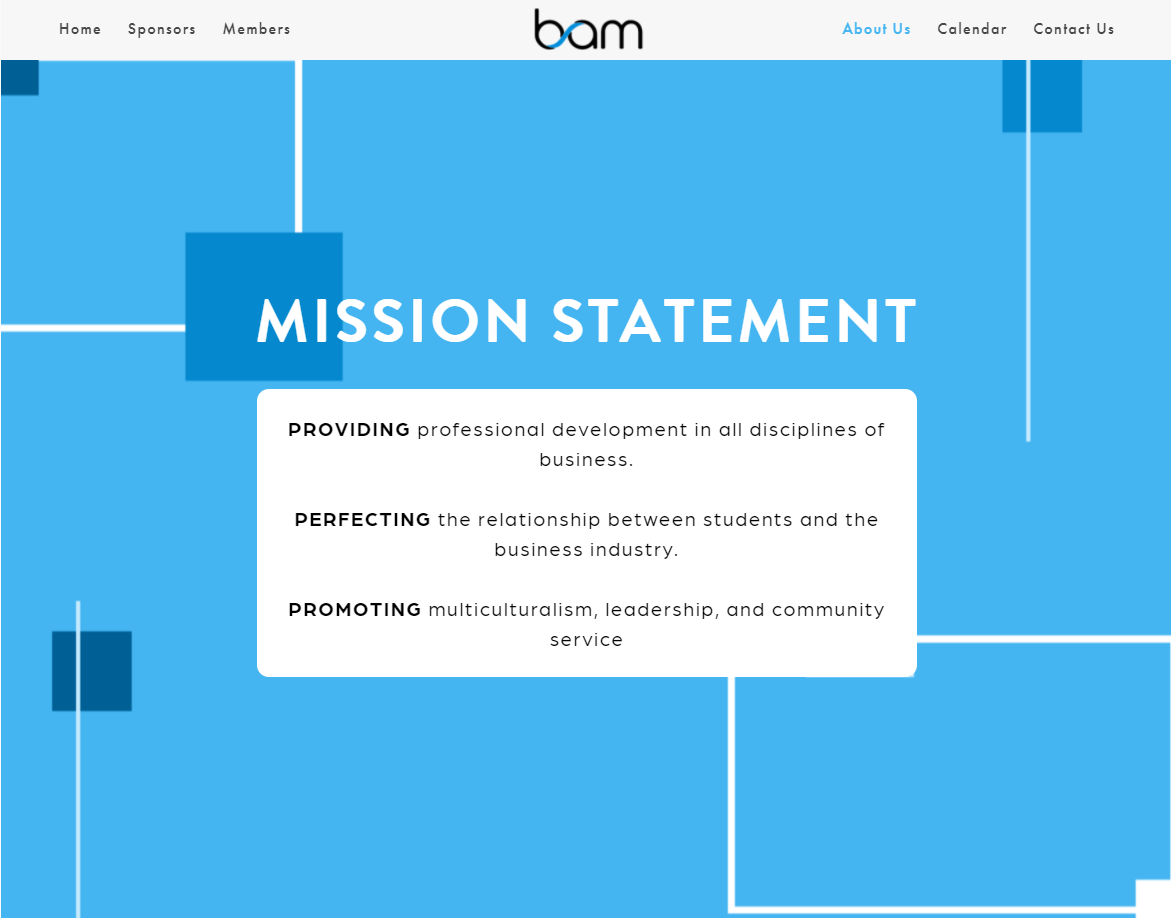 Home Sponsors Members bam About Us Calendar Contact Us
MISSION STATEMENT
PROVIDING professional development in all disciplines of
business.
PERFECTING the relationship between students and the
business industry.
PROMOTING multiculturalism, leadership, and community
service